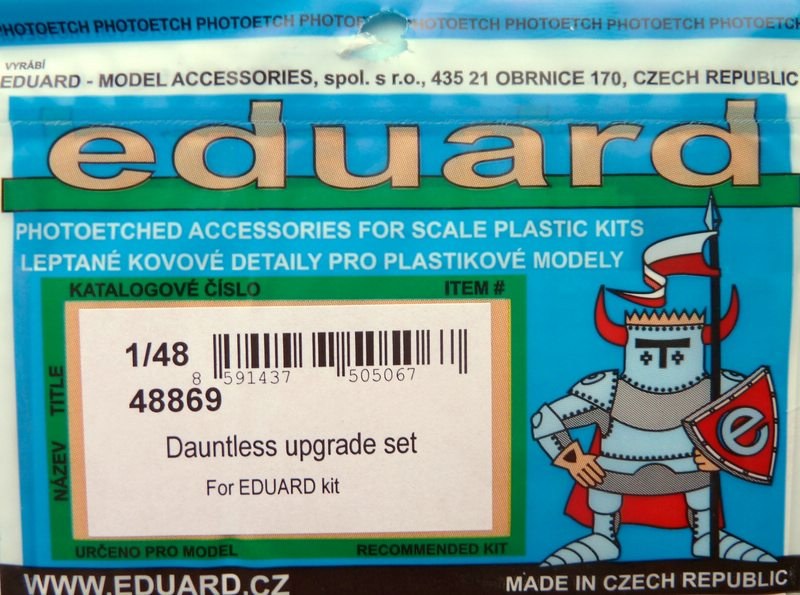 PHOTOETCH PHOTOETCH PHOTOETCH PHOTOETCH PHOTOETCH PHOTOETCH PHOTOETCH PHOTOETCH
VYRÁBÍ
EDUARD - MODEL ACCESSORIES, spol. s r.o., 435 21 OBRNICE 170, CZECH REPUBLIC
eduard
PHOTOETCHED ACCESSORIES FOR SCALE PLASTIC KITS
LEPTANÉ KOVOVÉ DETAILY PRO PLASTIKOVÉ MODELY
KATALOGOVÉ ČÍSLO ITEM #
1/48
8 591437 505067
48869
NÁZEV TITLE
Dauntless upgrade set
For EDUARD kit
e
URČENO PRO MODEL RECOMMENDED KIT
WWW.EDUARD.CZ
MADE IN CZECH REPUBLIC